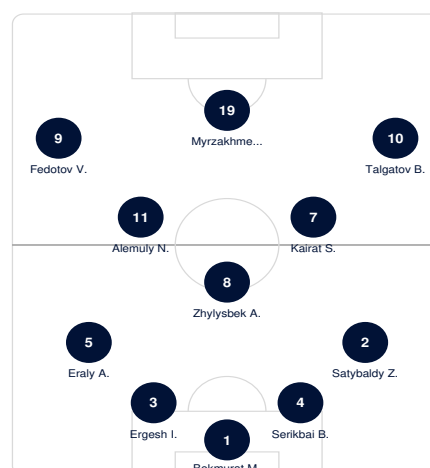 19
Myrzakhme...
9
10
Fedotov V.
Talgatov B.
11
7
Alemuly N.
Kairat S.
8
Zhylysbek A.
5
2
Eraly A.
Satybaldy Z.
3
4
Ergesh I.
Serikbai B.
1